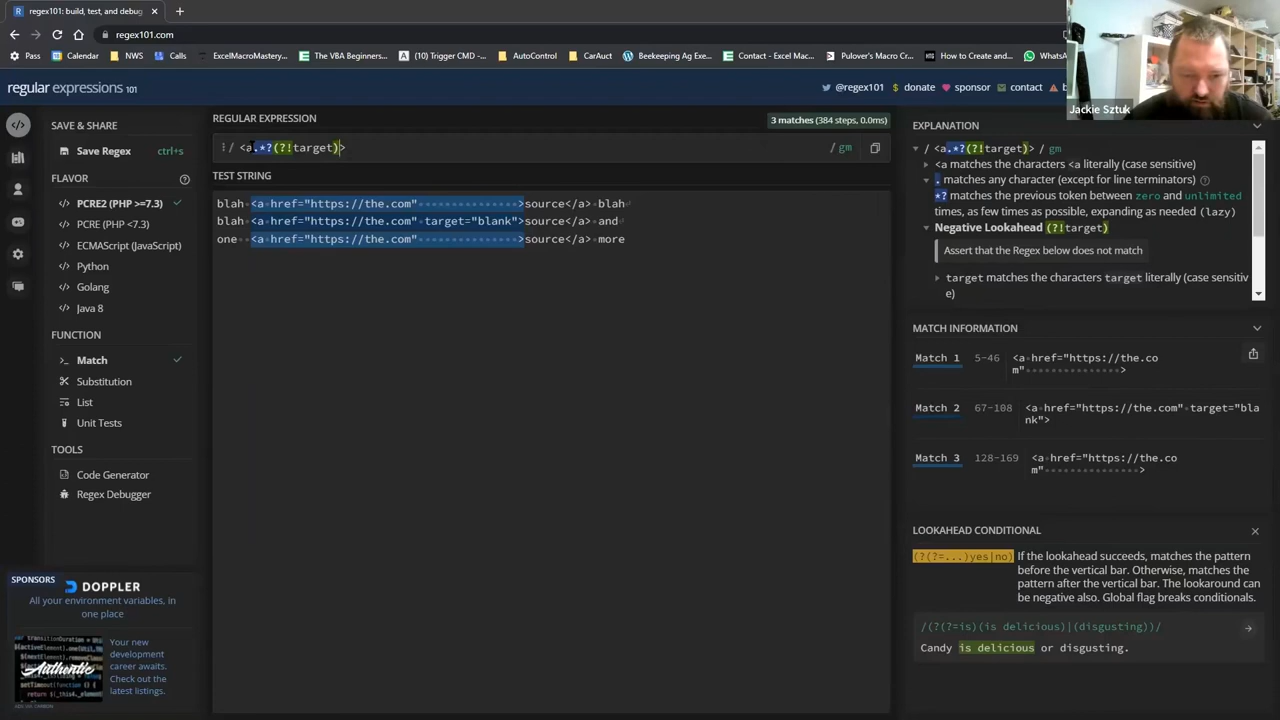 regex101: build, test, and debug
regex101.com
Pass
Calendar
NWS
Calls
ExcelMacroMastery...
The VBA Beginners...
(10) Trigger CMD -...
AutoControl
CarAuct
Beekeeping Ag Exe...
Contact - Excel Mac...
Pulover's Macro Cr...
How to Create and...
WhatsA
regular expressions 101
@regex101
donate
sponsor
contact
Jackie Sztuk
SAVE & SHARE
Save Regex
ctrl+s
FLAVOR
PCRE2 (PHP >=7.3)
PCRE (PHP <7.3)
ECMAScript (JavaScript)
Python
Golang
Java 8
FUNCTION
Match
Substitution
List
Unit Tests
TOOLS
Code Generator
Regex Debugger
SPONSORS
DOPPLER
All your environment variables, in
one place
Authentic
Your new
development
career awaits.
Check out the
latest listings.
ADS VIA CARBON
REGULAR EXPRESSION
3 matches (384 steps, 0.0ms)
/ <a.*?(?!target)>
/ gm
TEST STRING
blah <a href="https://the.com"               >source</a> blah
blah <a href="https://the.com" target="blank">source</a> and
one  <a href="https://the.com"               >source</a> more
EXPLANATION
/ <a.*?(?!target)> / gm
<a matches the characters <a literally (case sensitive)
. matches any character (except for line terminators)
*? matches the previous token between zero and unlimited
times, as few times as possible, expanding as needed (lazy)
Negative Lookahead (?!target)
Assert that the Regex below does not match
target matches the characters target literally (case sensitiv
e)
MATCH INFORMATION
Match 1 5-46 <a href="https://the.co
m"               >
Match 2 67-108 <a href="https://the.com" target="bla
nk">
Match 3 128-169 <a href="https://the.co
m"               >
LOOKAHEAD CONDITIONAL
(?(?=...)yes|no) If the lookahead succeeds, matches the pattern
before the vertical bar. Otherwise, matches the
pattern after the vertical bar. The lookaround can
be negative also. Global flag breaks conditionals.
/(?(?=is)(is delicious)|(disgusting))/
Candy is delicious or disgusting.